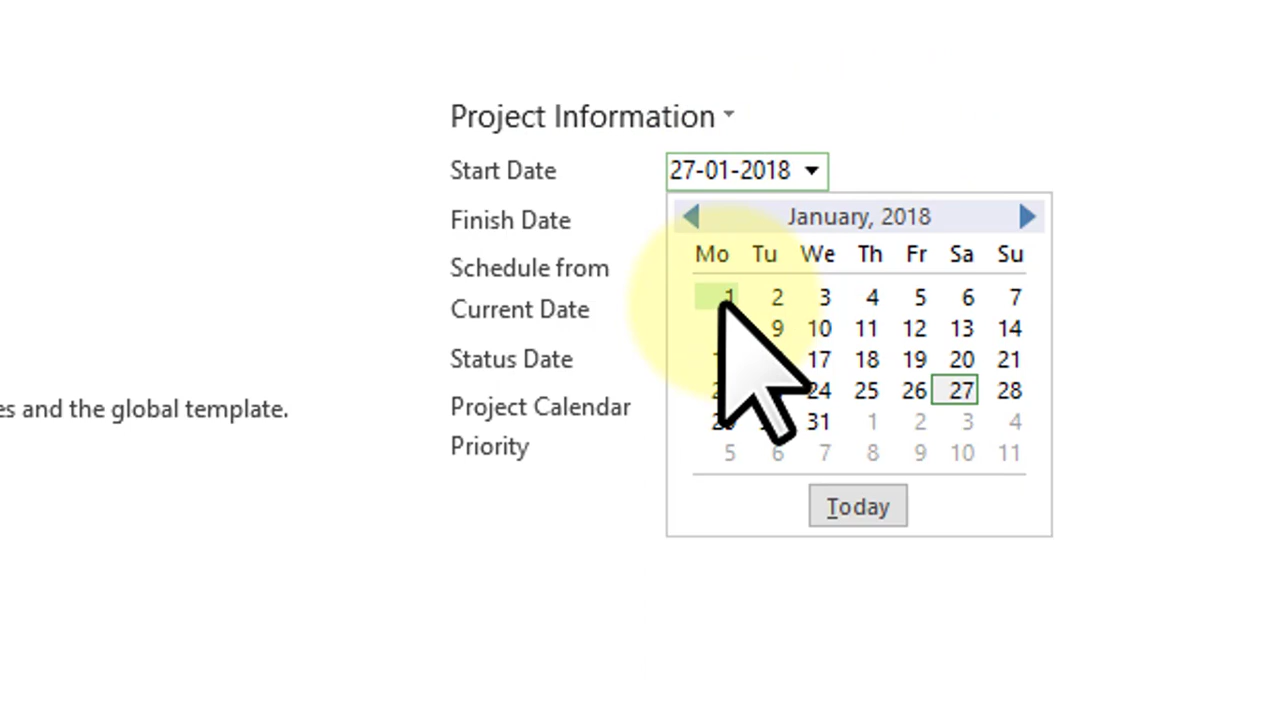 Project Information
Start Date 27-01-2018
Finish Date
January, 2018
Mo Tu We Th Fr Sa Su
Schedule from
1 2 3 4 5 6 7
Current Date
9 10 11 12 13 14
Status Date
17 18 19 20 21
24 25 26 27 28
es and the global template.
Project Calendar
31 1 2 3 4
Priority
5 6 7 8 9 10 11
Today